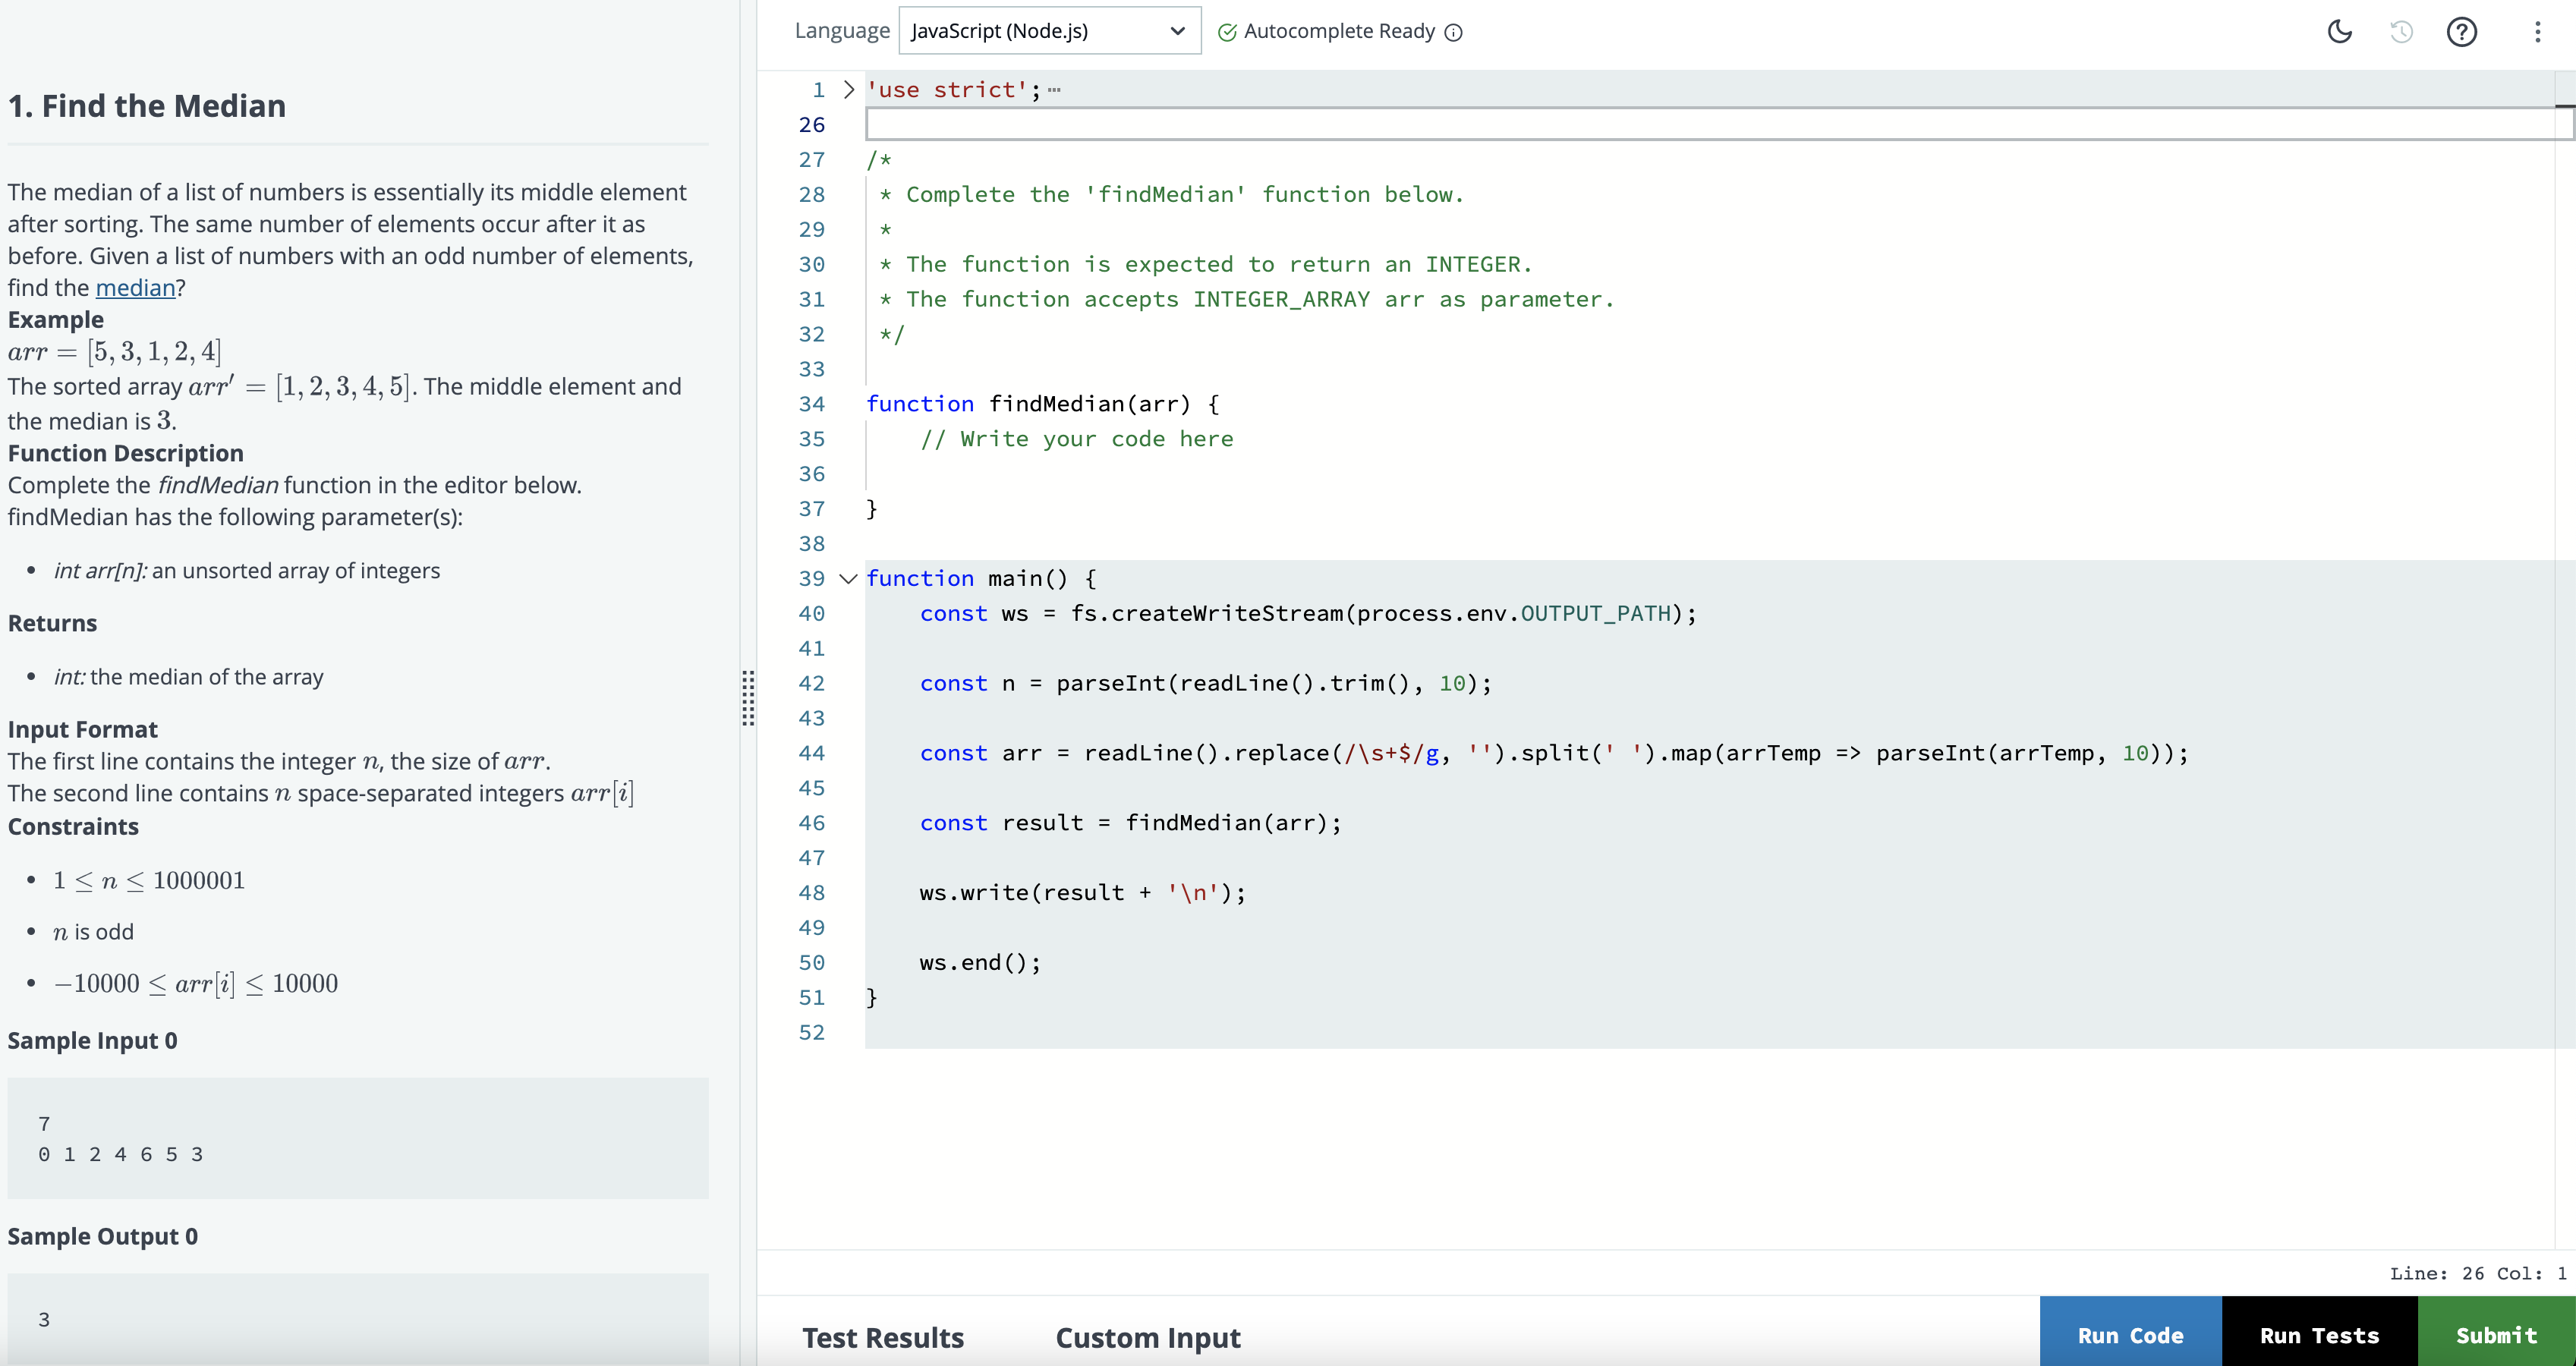 1. Find the Median
The median of a list of numbers is essentially its middle element
after sorting. The same number of elements occur after it as
before. Given a list of numbers with an odd number of elements,
find the median?
Example
arr = [5, 3, 1, 2, 4]
The sorted array arr′ = [1, 2, 3, 4, 5]. The middle element and
the median is 3.
Function Description
Complete the findMedian function in the editor below.
findMedian has the following parameter(s):
• int arr[n]: an unsorted array of integers
Returns
• int: the median of the array
Input Format
The first line contains the integer n, the size of arr.
The second line contains n space-separated integers arr[i]
Constraints
• 1 ≤ n ≤ 1000001
• n is odd
• −10000 ≤ arr[i] ≤ 10000
Sample Input 0
7
0 1 2 4 6 5 3
Sample Output 0
3
Language JavaScript (Node.js) Autocomplete Ready
1 'use strict';
26
27 /*
28  * Complete the 'findMedian' function below.
29  *
30  * The function is expected to return an INTEGER.
31  * The function accepts INTEGER_ARRAY arr as parameter.
32  */
33
34 function findMedian(arr) {
35     // Write your code here
36
37 }
38
39 function main() {
40     const ws = fs.createWriteStream(process.env.OUTPUT_PATH);
41
42     const n = parseInt(readLine().trim(), 10);
43
44     const arr = readLine().replace(/\s+$/g, '').split(' ').map(arrTemp => parseInt(arrTemp, 10));
45
46     const result = findMedian(arr);
47
48     ws.write(result + '\n');
49
50     ws.end();
51 }
52
Line: 26 Col: 1
Test Results Custom Input Run Code Run Tests Submit